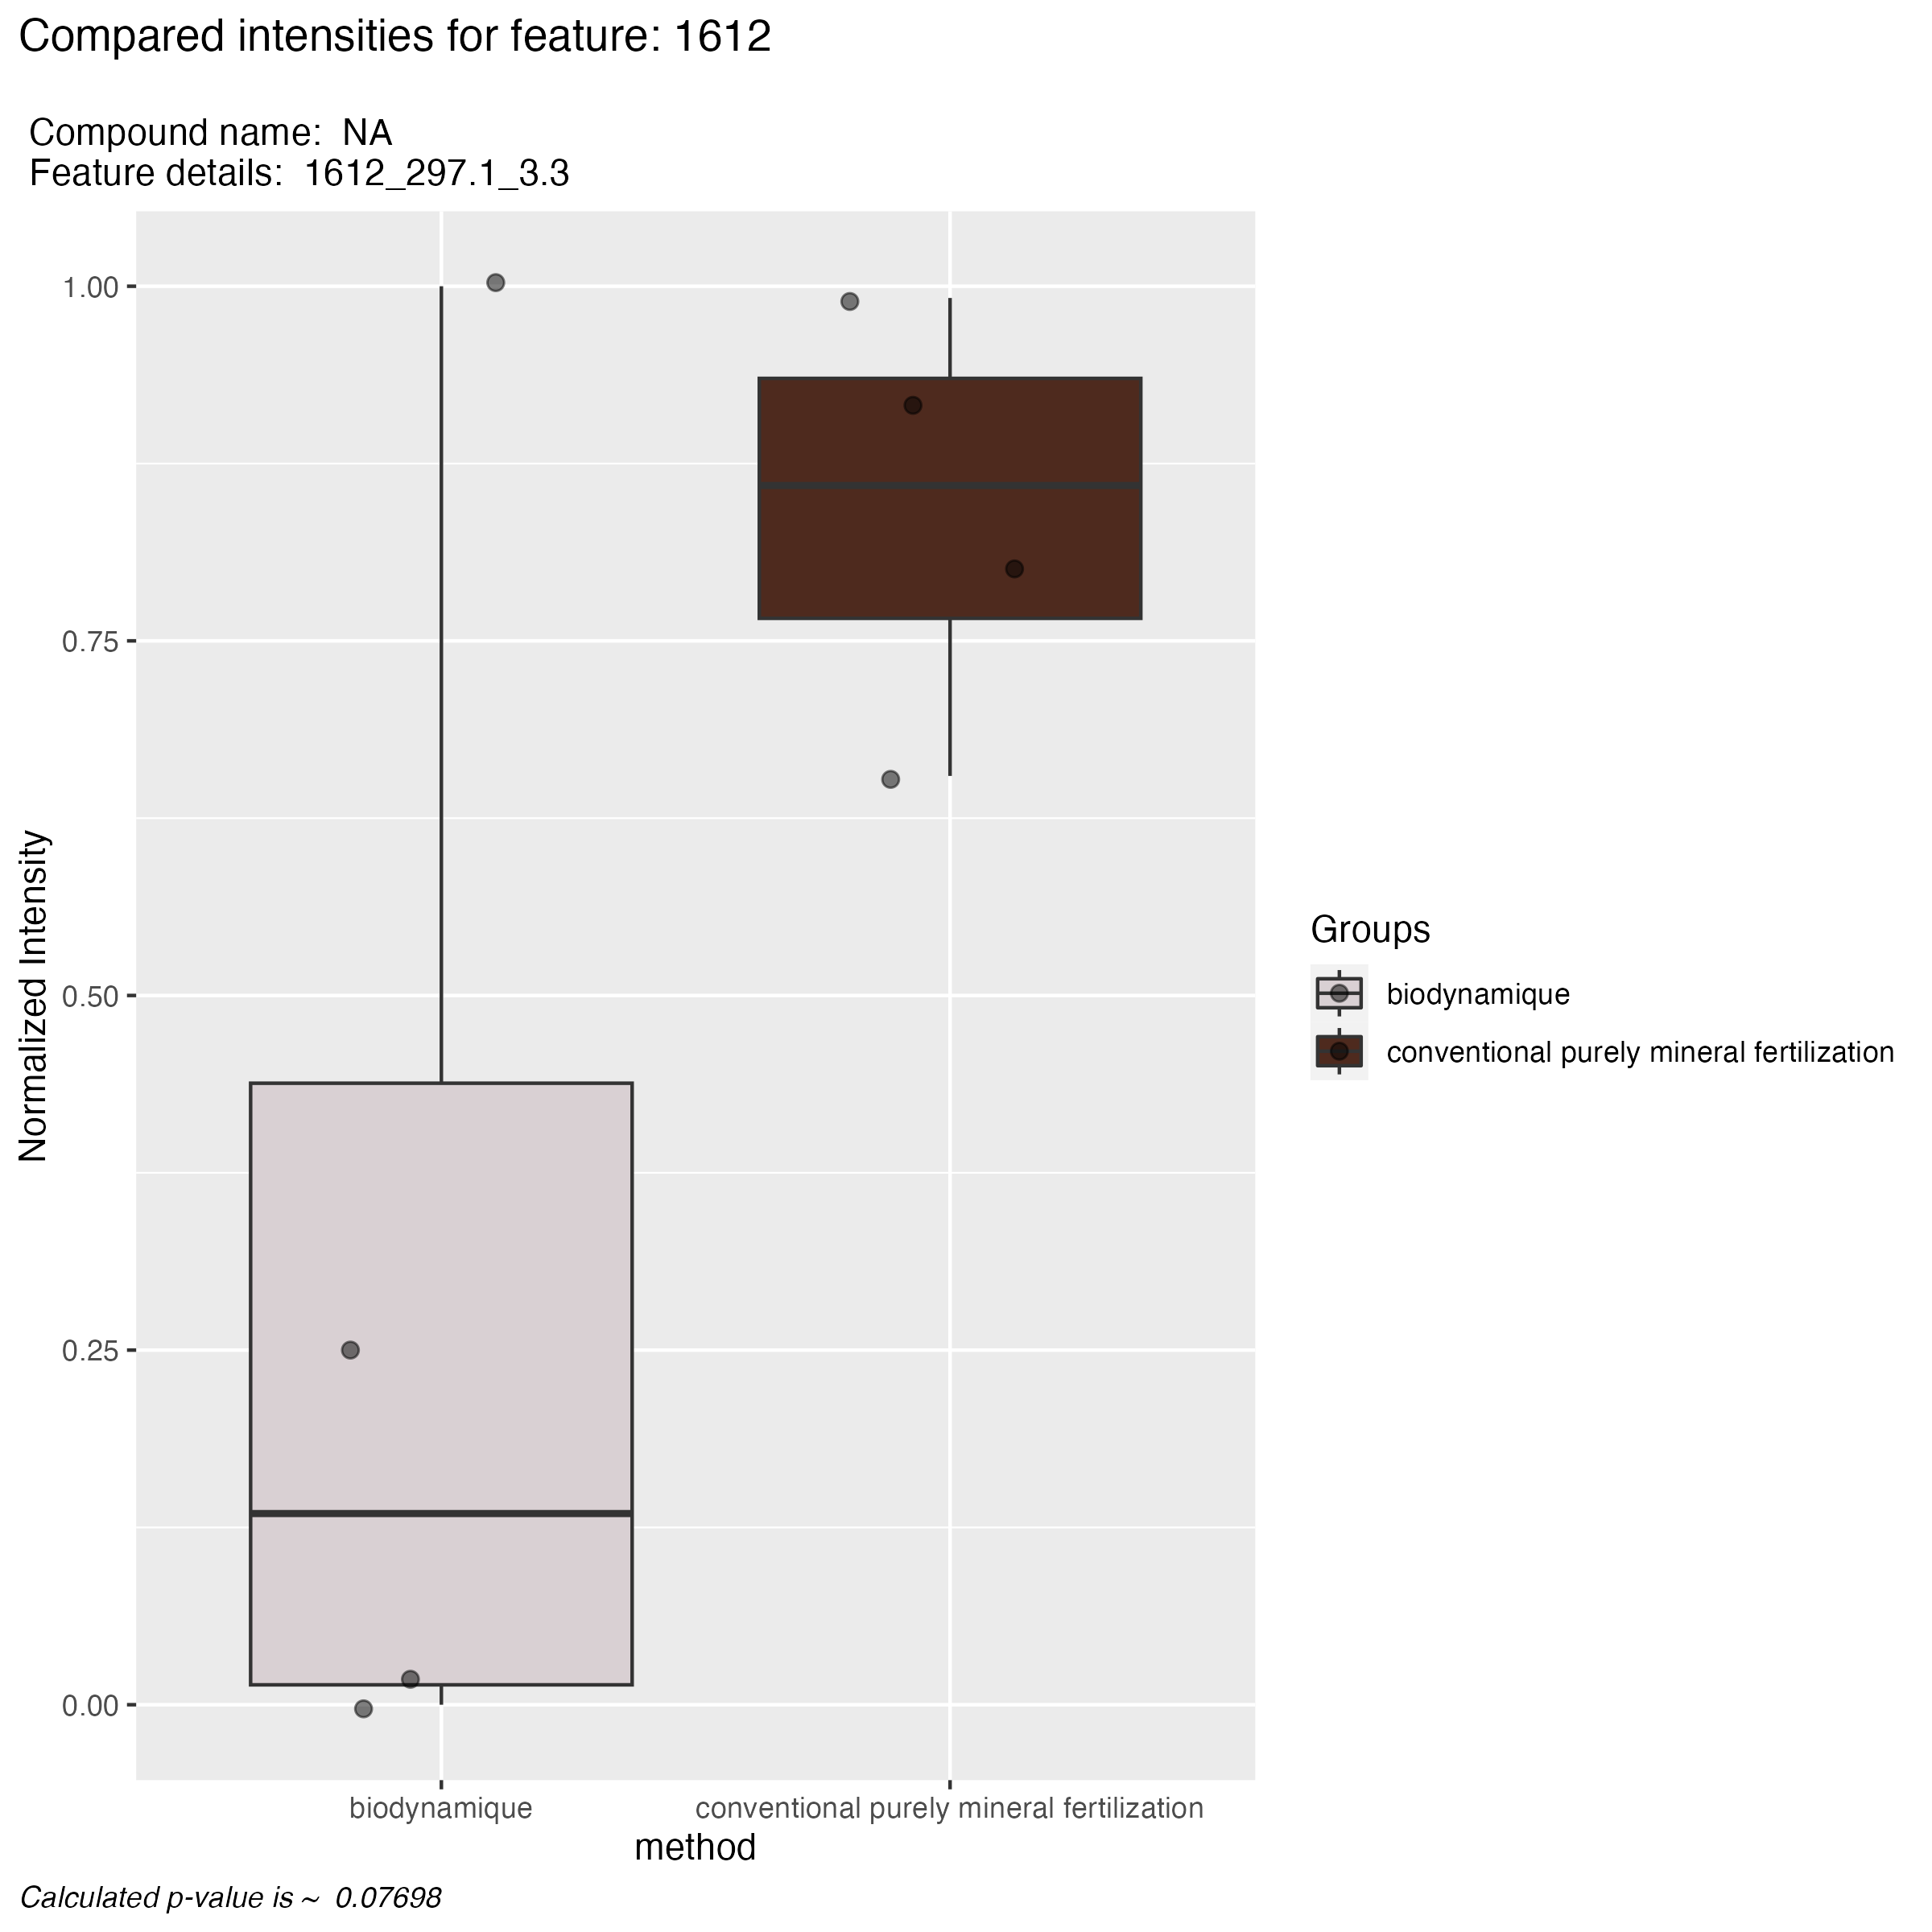 Compared intensities for feature: 1612
Compound name: NA
Feature details: 1612_297.1_3.3
Normalized Intensity
1.00
0.75
0.50
0.25
0.00
biodynamique
conventional purely mineral fertilization
method
Groups
biodynamique
conventional purely mineral fertilization
Calculated p-value is ~ 0.07698